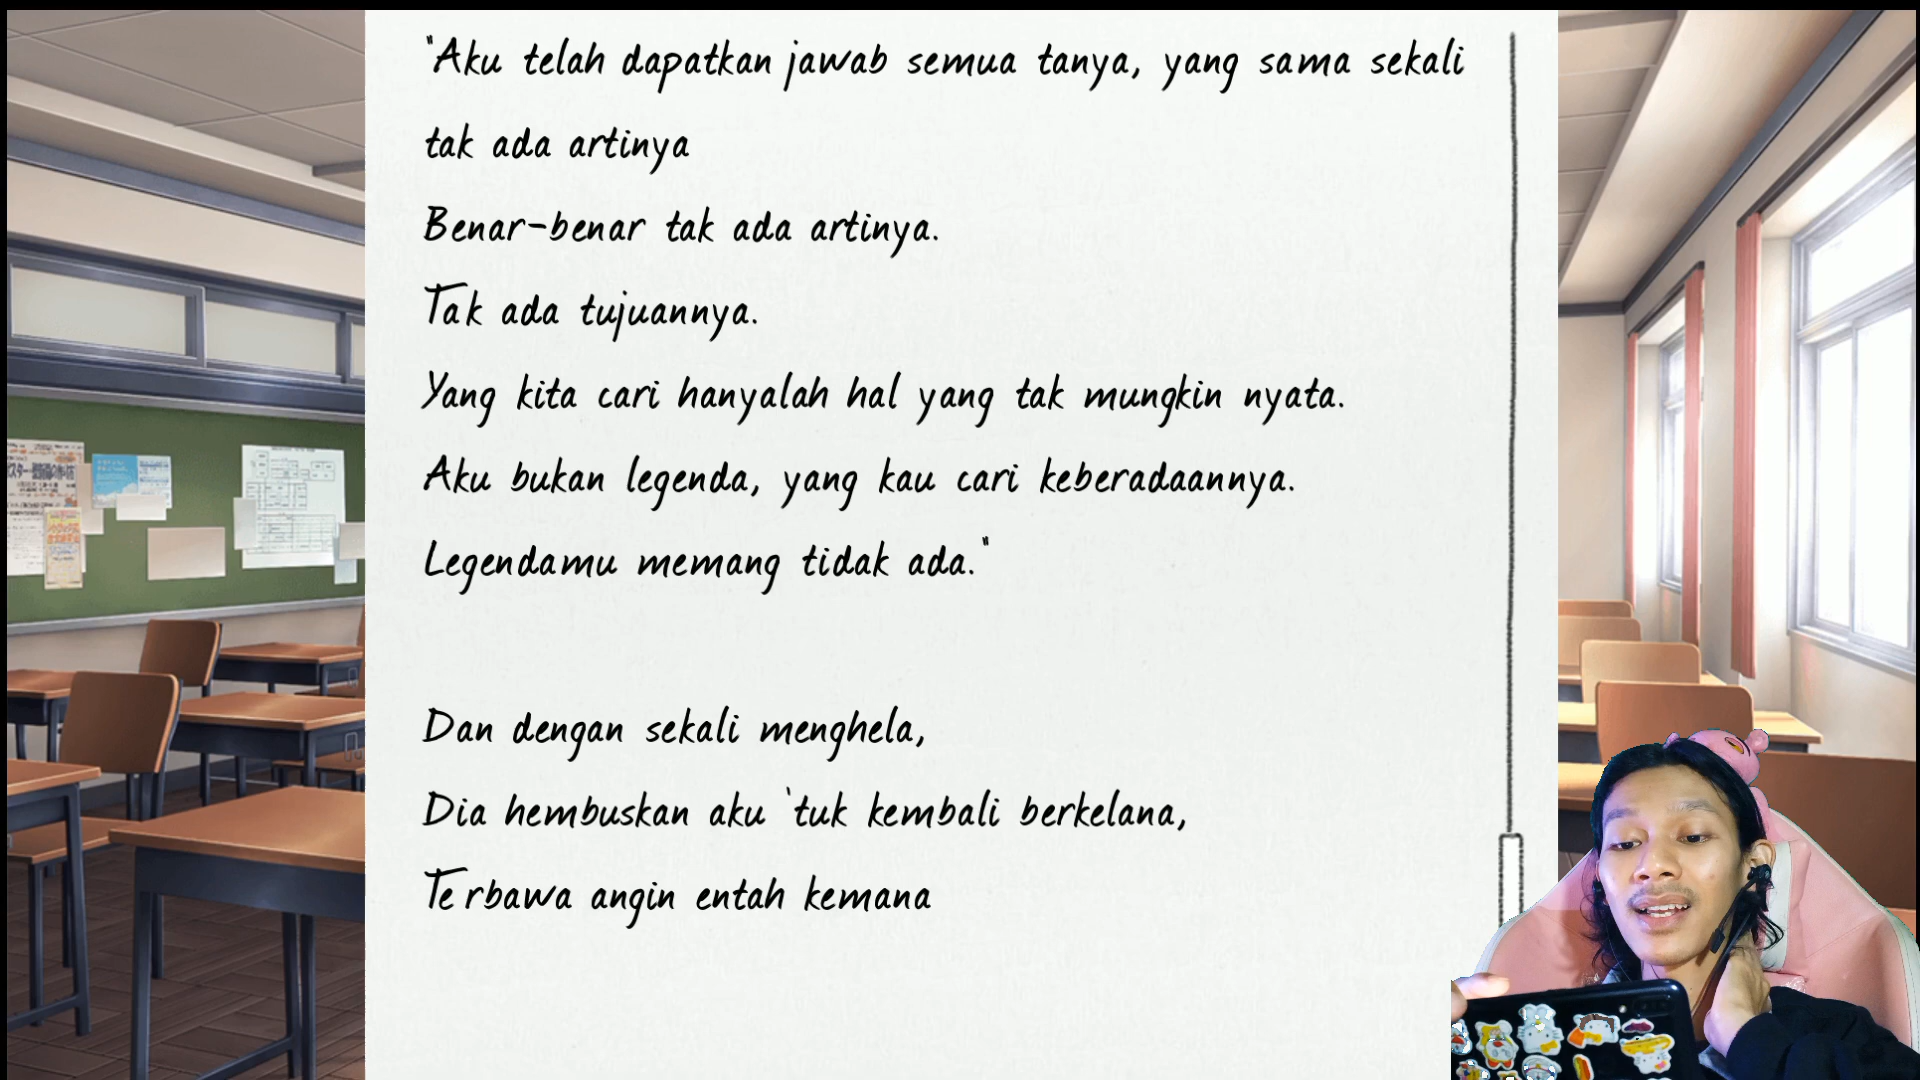 "Aku telah dapatkan jawab semua tanya, yang sama sekali
tak ada artinya
Benar-benar tak ada artinya.
Tak ada tujuannya.
Yang kita cari hanyalah hal yang tak mungkin nyata.
Aku bukan legenda, yang kau cari keberadaannya.
Legendamu memang tidak ada."
Dan dengan sekali menghela,
Dia hembuskan aku `tuk kembali berkelana,
Terbawa angin entah kemana